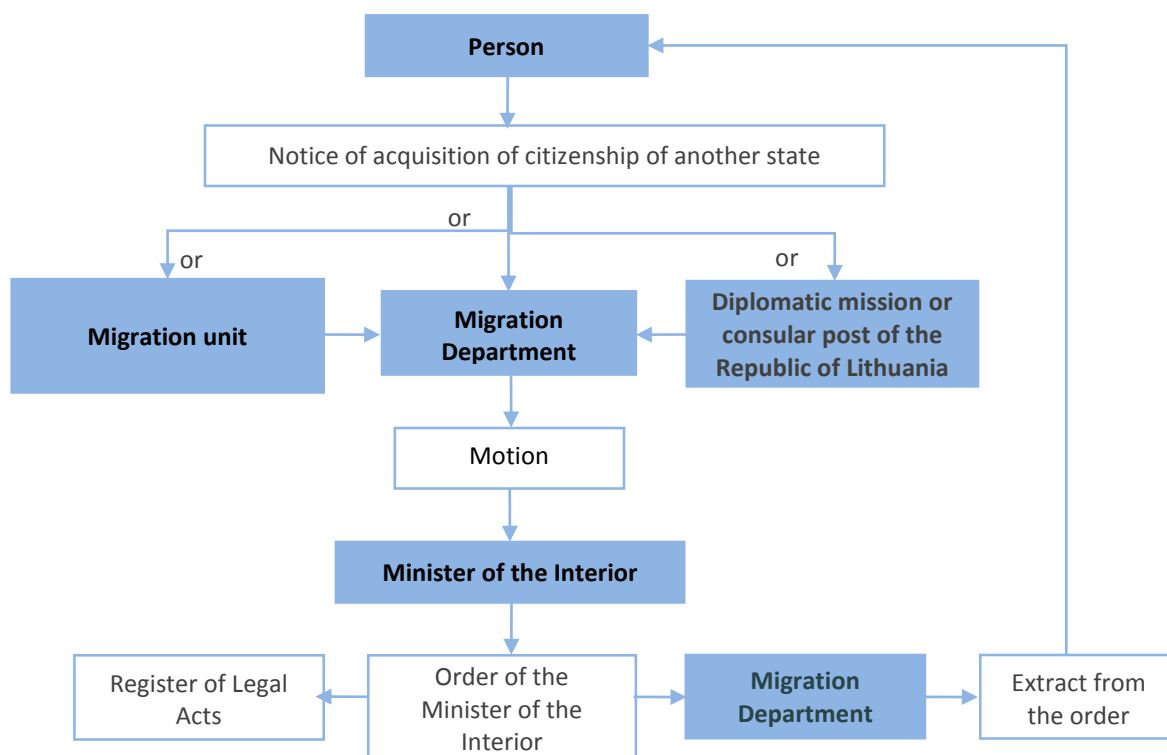 Person
Notice of acquisition of citizenship of another state
or
or
or
Migration unit
Migration
Department
Diplomatic mission or
consular post of the
Republic of Lithuania
Motion
Minister of the Interior
Register of Legal
Acts
Order of the
Minister of the
Interior
Migration
Department
Extract from
the order